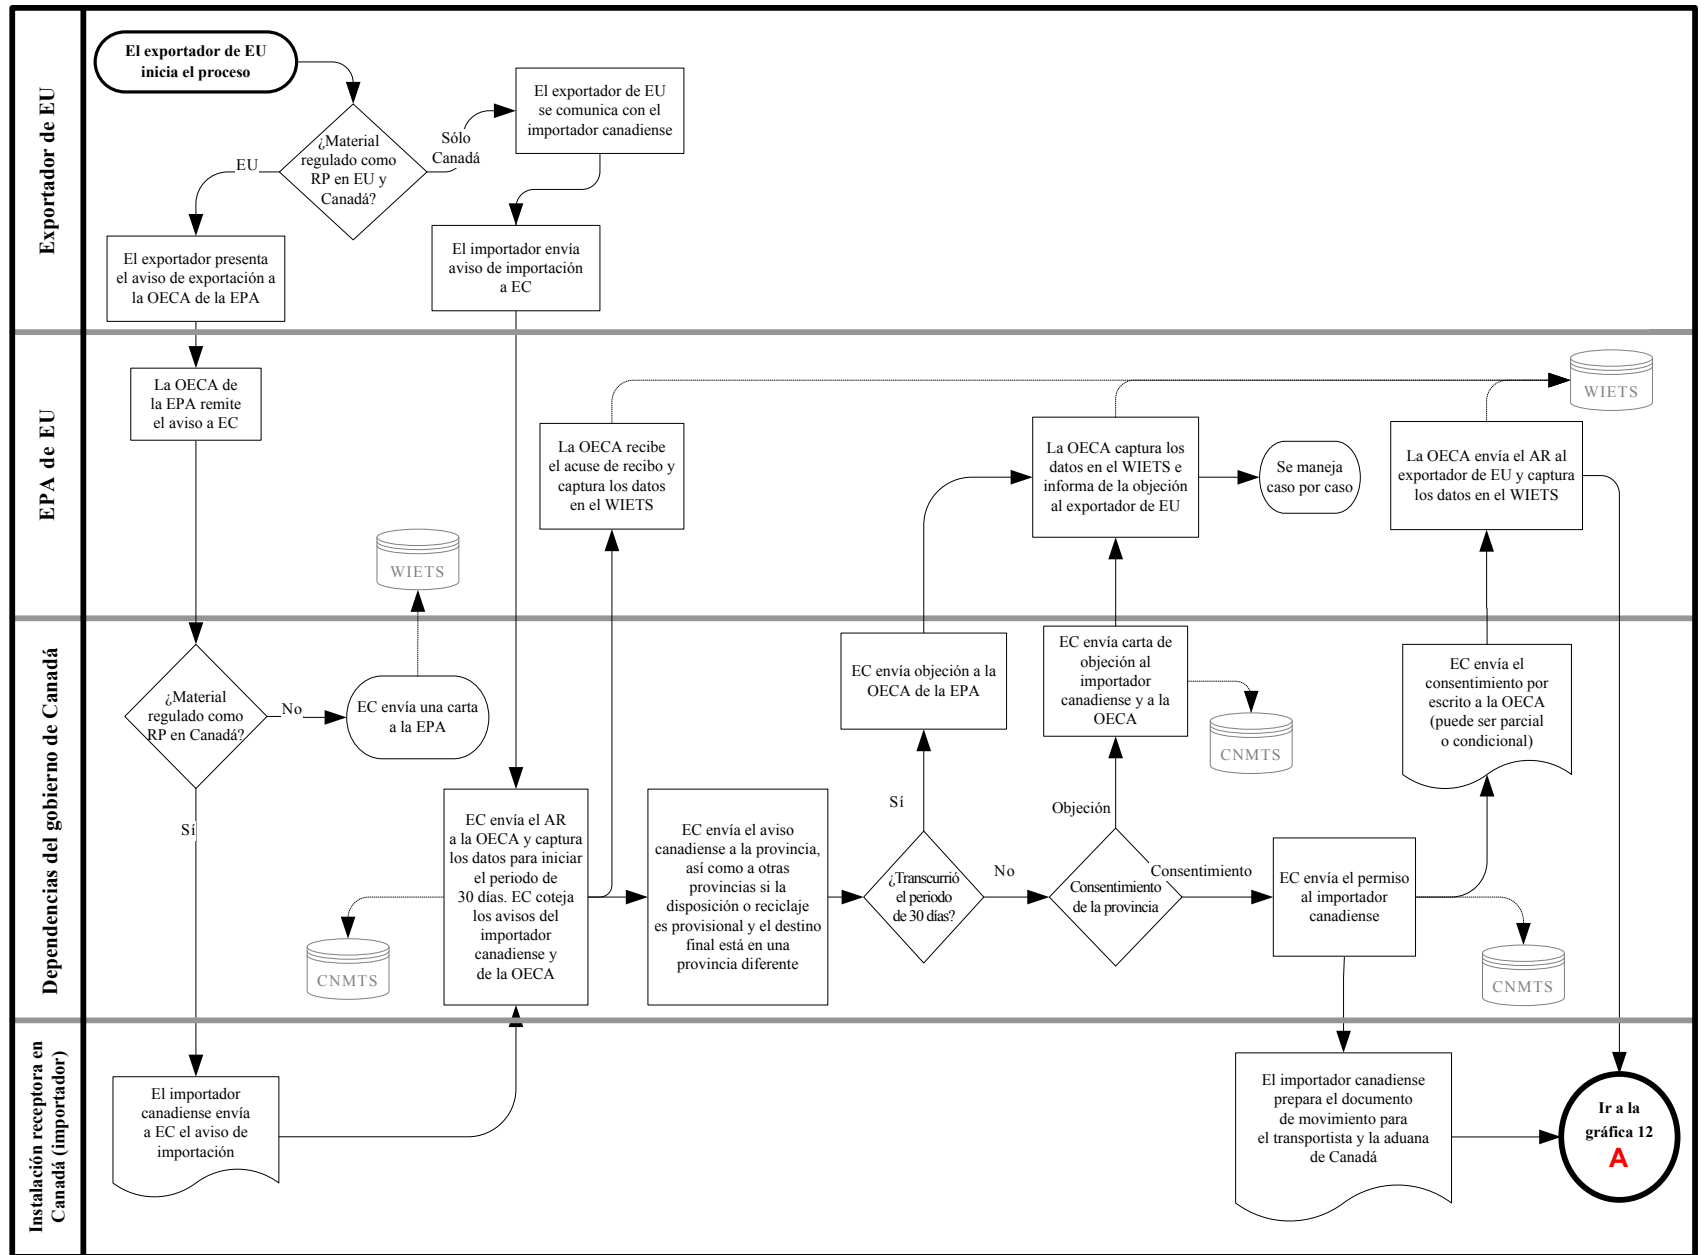 Exportador de EU
El exportador de EU
inicia el proceso
¿Material
regulado como
RP en EU y
Canadá?
EU
Sólo
Canadá
El exportador de EU
se comunica con el
importador canadiense
El exportador presenta
el aviso de exportación a
la OECA de la EPA
El importador envía
aviso de importación
a EC
EPA de EU
La OECA de
la EPA remite
el aviso a EC
WIETS
La OECA recibe
el acuse de recibo y
captura los datos
en el WIETS
La OECA captura los
datos en el WIETS e
informa de la objeción
al exportador de EU
Se maneja
caso por caso
La OECA envía el AR al
exportador de EU y captura
los datos en el WIETS
WIETS
Dependencias del gobierno de Canadá
¿Material
regulado como
RP en Canadá?
No
EC envía una carta
a la EPA
Sí
EC envía el AR
a la OECA y captura
los datos para iniciar
el periodo de
30 días. EC coteja
los avisos del
importador
canadiense y
de la OECA
CNMTS
EC envía el aviso
canadiense a la provincia,
así como a otras
provincias si la
disposición o reciclaje
es provisional y el destino
final está en una
provincia diferente
EC envía objeción a la
OECA de la EPA
Sí
¿Transcurrió
el periodo
de 30 días?
No
EC envía carta de
objeción al
importador
canadiense y a la
OECA
CNMTS
Objeción
Consentimiento
de la provincia
Consentimiento
EC envía el permiso
al importador
canadiense
EC envía el
consentimiento por
escrito a la OECA
(puede ser parcial
o condicional)
CNMTS
Instalación receptora en
Canadá (importador)
El importador
canadiense envía
a EC el aviso de
importación
El importador canadiense
prepara el documento
de movimiento para
el transportista y la aduana
de Canadá
Ir a la
gráfica 12
A